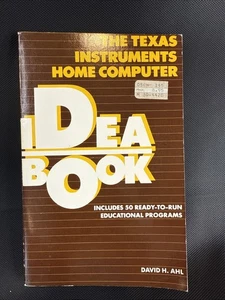 THE TEXAS
INSTRUMENTS
HOME COMPUTER
IDEA
BOOK
INCLUDES 50 READY-TO-RUN
EDUCATIONAL PROGRAMS
DAVID H. AHL